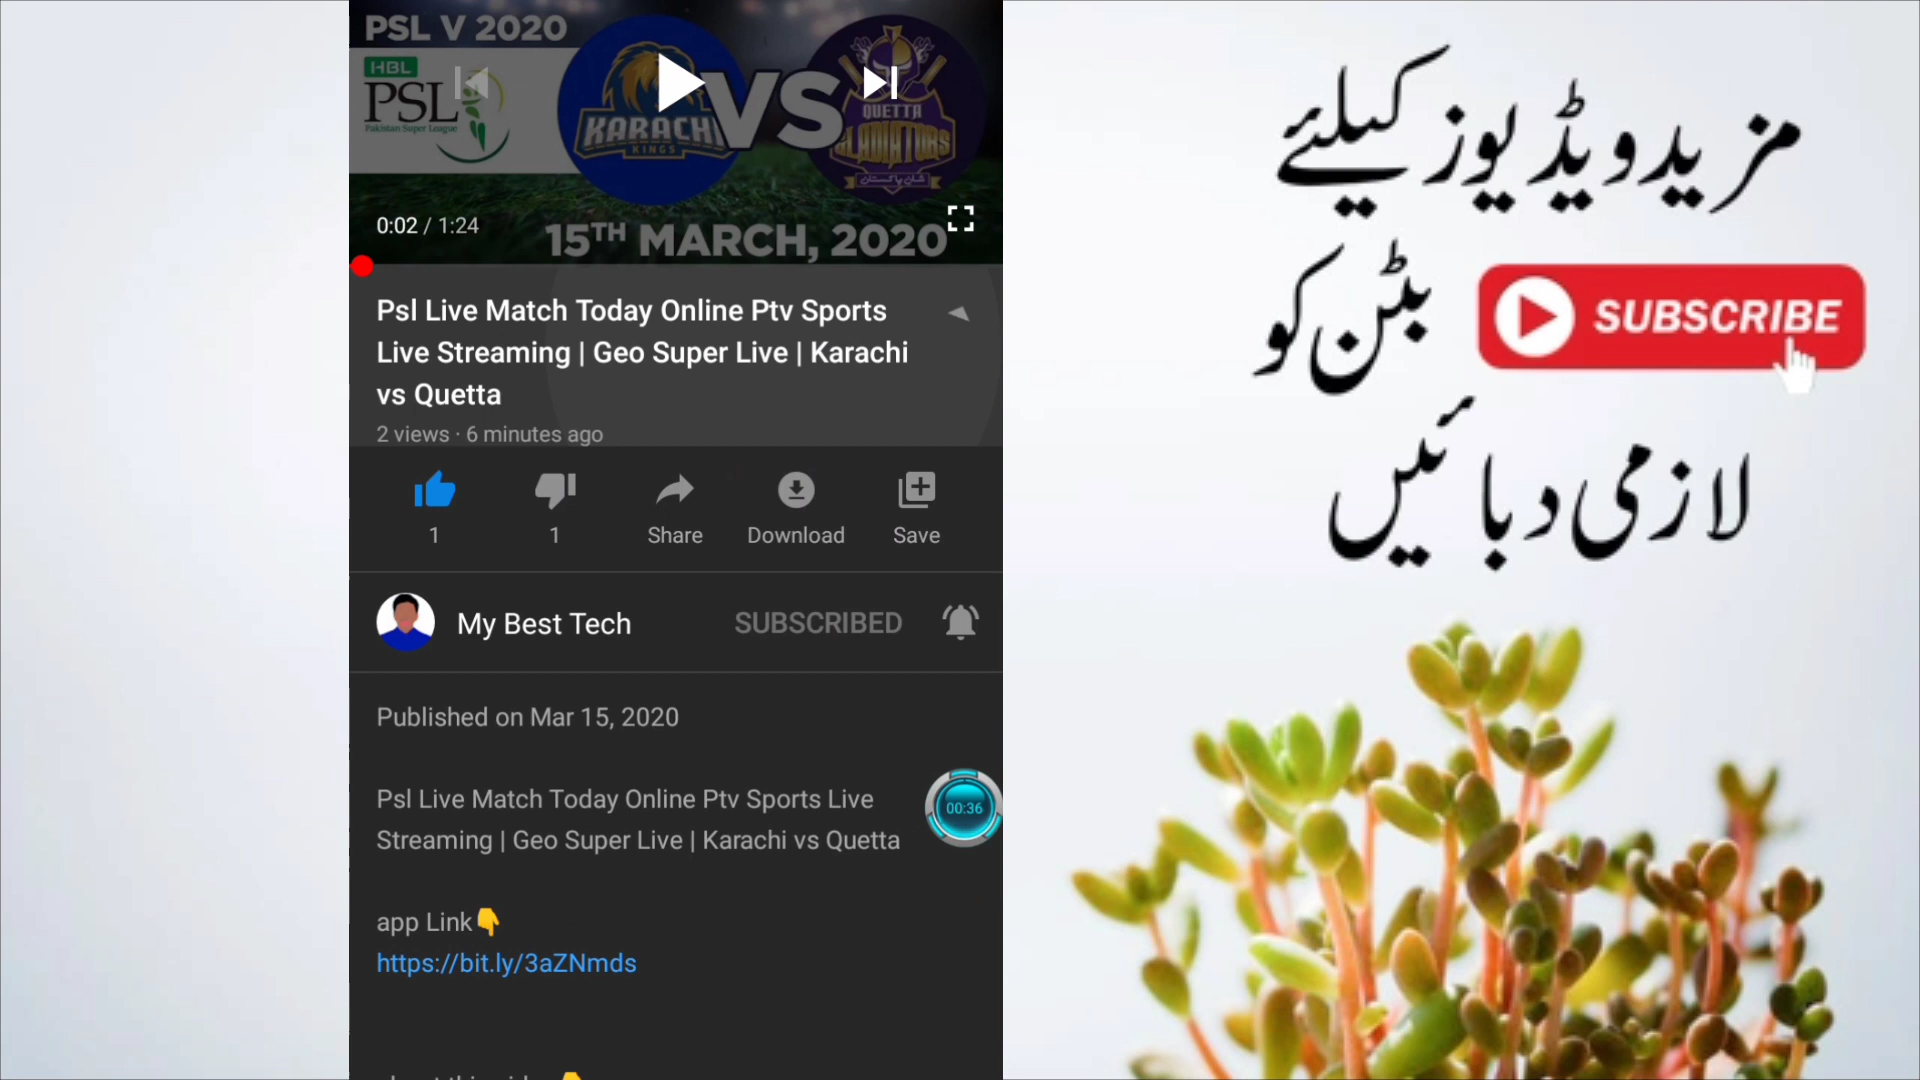 PSL V 2020
HBL
PSL
Pakistan Super League
KARACHI
KINGS
VS
QUETTA
GLADIATORS
شان پاکستان
0:02 / 1:24
15TH MARCH, 2020
Psl Live Match Today Online Ptv Sports
Live Streaming | Geo Super Live | Karachi
vs Quetta
2 views · 6 minutes ago
1
1
Share
Download
Save
My Best Tech
SUBSCRIBED
Published on Mar 15, 2020
Psl Live Match Today Online Ptv Sports Live
Streaming | Geo Super Live | Karachi vs Quetta
00:36
app Link👇
https://bit.ly/3aZNmds
مزید ویڈیوز کیلئے
SUBSCRIBE بٹن کو
لازمی دبائیں